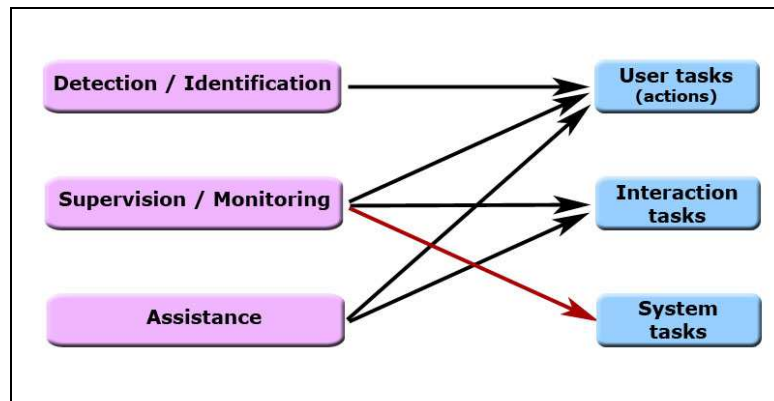 Detection / Identification
User tasks
(actions)
Supervision / Monitoring
Interaction
tasks
Assistance
System
tasks